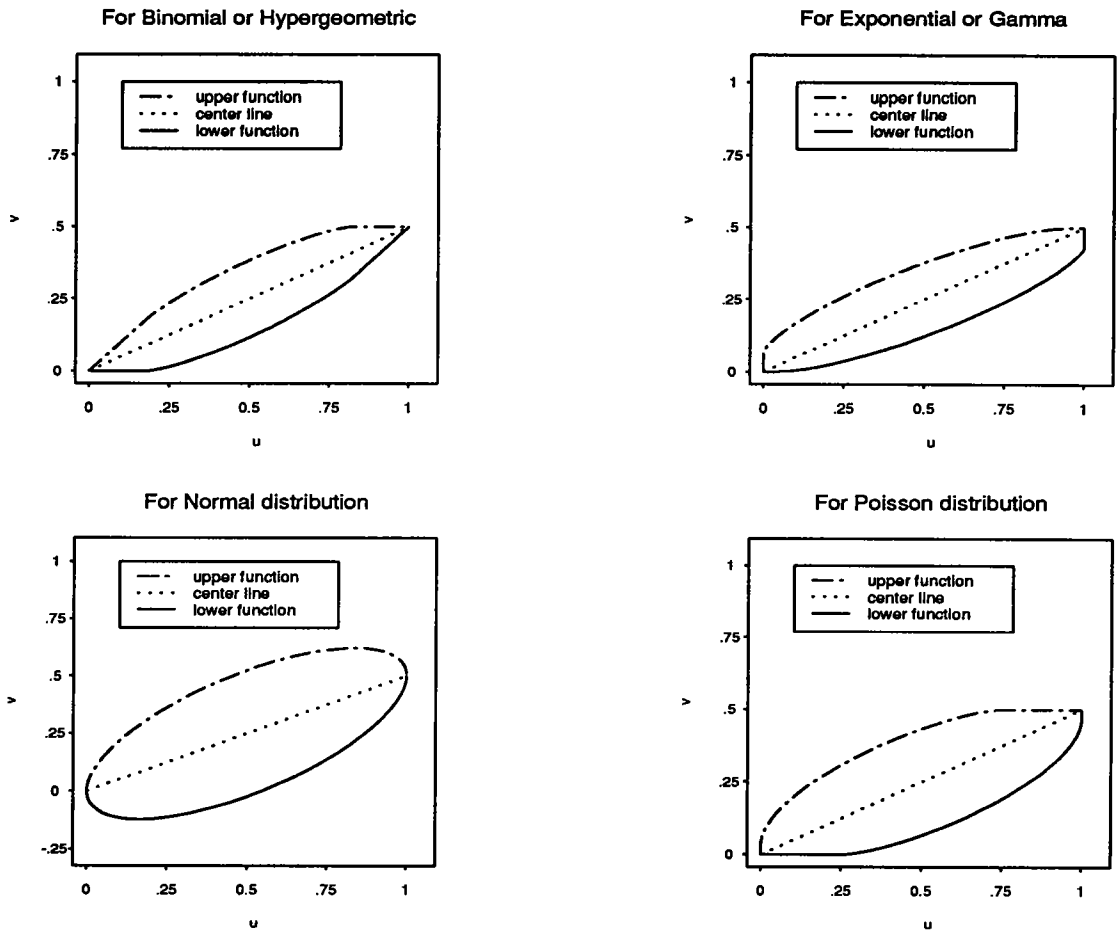 For Binomial or Hypergeometric
1
.75
.5
.25
0
v
upper function
center line
lower function
0 .25 0.5 .75 1
u
For Exponential or Gamma
1
.75
.5
.25
0
v
upper function
center line
lower function
0 .25 0.5 .75 1
u
For Normal distribution
1
.75
.5
.25
0
-.25
v
upper function
center line
lower function
0 .25 0.5 .75 1
u
For Poisson distribution
1
.75
.5
.25
0
v
upper function
center line
lower function
0 .25 0.5 .75 1
u